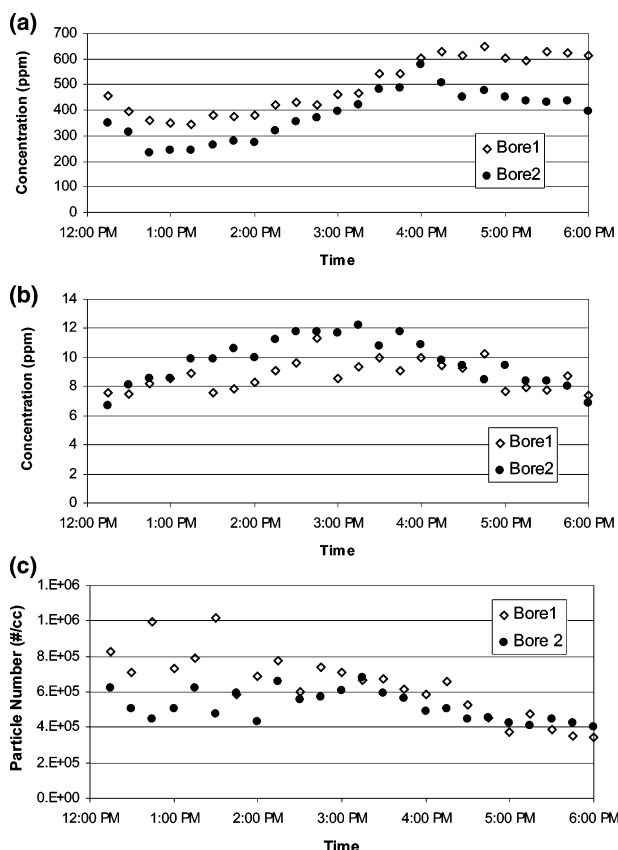 (a)
700
600
500
400
300
200
100
0
Concentration (ppm)
Bore1
Bore2
12:00 PM 1:00 PM 2:00 PM 3:00 PM 4:00 PM 5:00 PM 6:00 PM
Time
(b)
14
12
10
8
6
4
2
0
Concentration (ppm)
Bore1
Bore2
12:00 PM 1:00 PM 2:00 PM 3:00 PM 4:00 PM 5:00 PM 6:00 PM
Time
(c)
1.E+06
1.E+06
8.E+05
6.E+05
4.E+05
2.E+05
0.E+00
Particle Number (#/cc)
Bore1
Bore 2
12:00 PM 1:00 PM 2:00 PM 3:00 PM 4:00 PM 5:00 PM 6:00 PM
Time